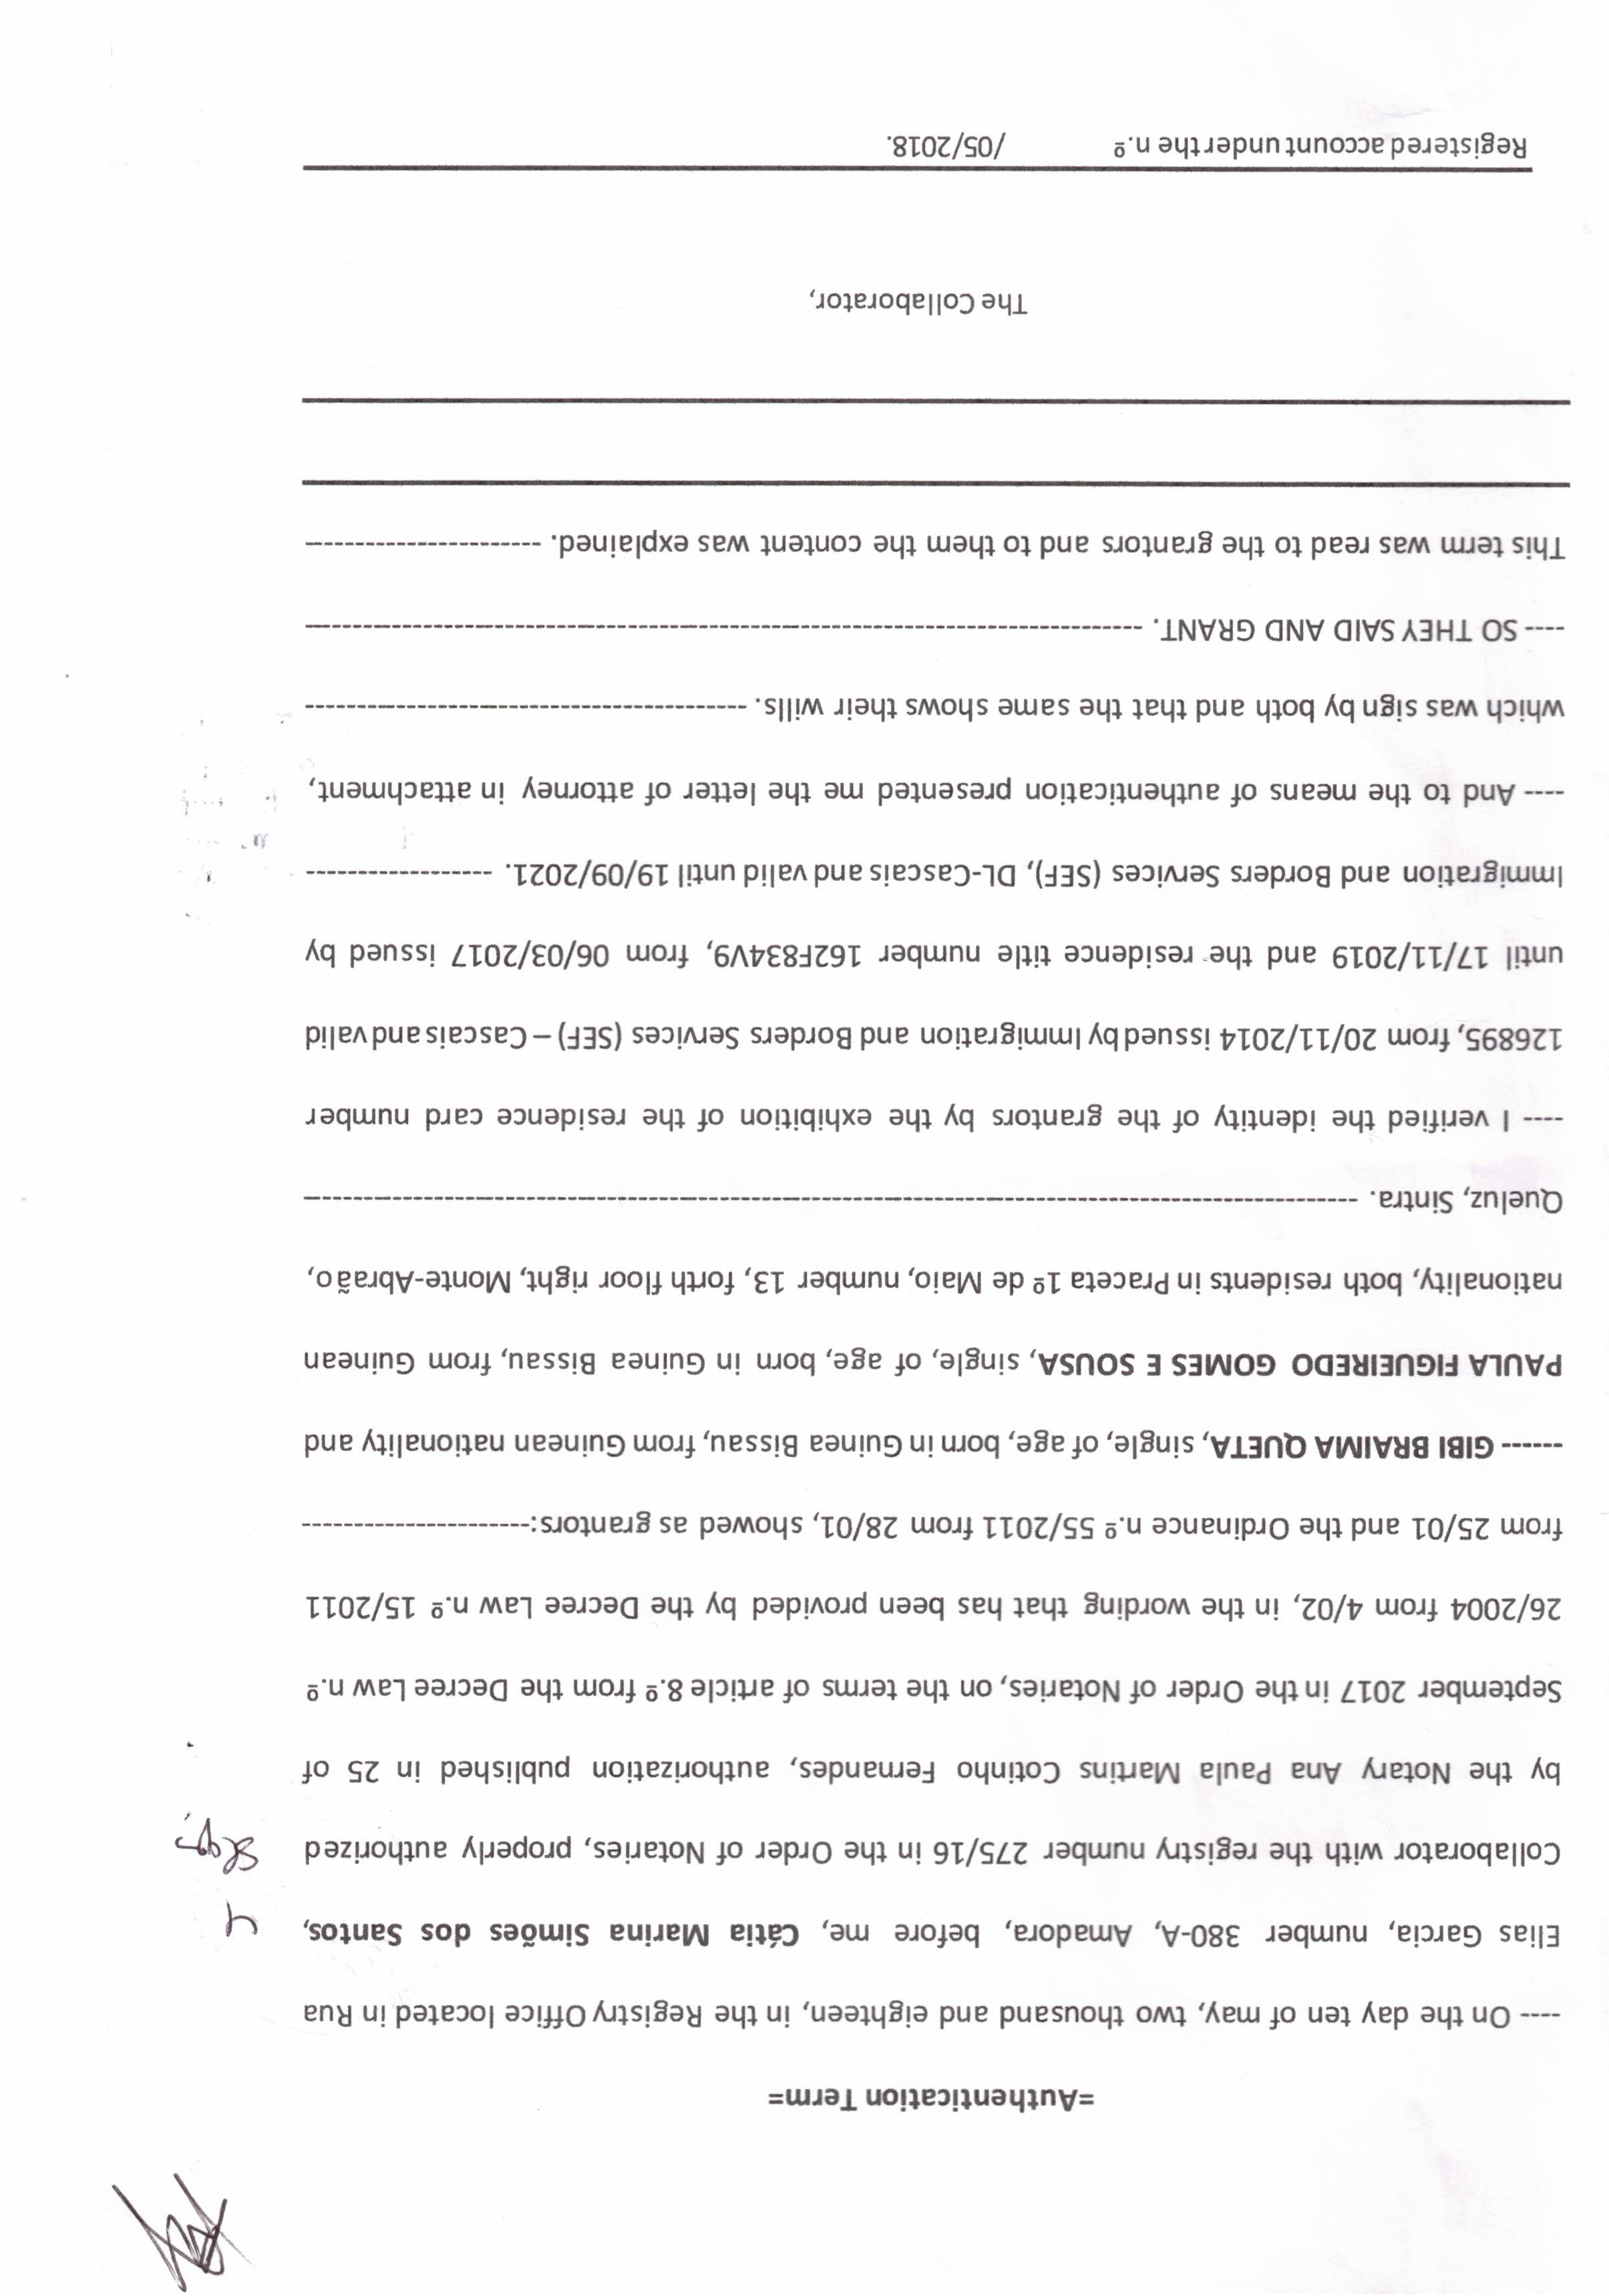 =Authentication Term=
---- On the day ten of may, two thousand and eighteen, in the Registry Office located in Rua
Elias Garcia, number 380-A, Amadora, before me, Cátia Marina Simões dos Santos,
Collaborator with the registry number 275/16 in the Order of Notaries, properly authorized
by the Notary Ana Paula Martins Cotinho Fernandes, authorization published in 25 of
September 2017 in the Order of Notaries, on the terms of article 8.º from the Decree Law n.º
26/2004 from 4/02, in the wording that has been provided by the Decree Law n.º 15/2011
from 25/01 and the Ordinance n.º 55/2011 from 28/01, showed as grantors:-----------------------
------ GIBI BRAIMA QUETA, single, of age, born in Guinea Bissau, from Guinean nationality and
PAULA FIGUEIREDO GOMES E SOUSA, single, of age, born in Guinea Bissau, from Guinean
nationality, both residents in Praceta 1º de Maio, number 13, forth floor right, Monte-Abraão,
Queluz, Sintra. ---------------------------------------------------------------------------------------------------------
---- I verified the identity of the grantors by the exhibition of the residence card number
126895, from 20/11/2014 issued by Immigration and Borders Services (SEF) – Cascais and valid
until 17/11/2019 and the residence title number 162F834V9, from 06/03/2017 issued by
Immigration and Borders Services (SEF), DL-Cascais and valid until 19/09/2021. -------------------
---- And to the means of authentication presented me the letter of attorney in attachment,
which was sign by both and that the same shows their wills. --------------------------------------------
---- SO THEY SAID AND GRANT. -----------------------------------------------------------------------------------
This term was read to the grantors and to them the content was explained. ------------------------
The Collaborator,
Registered account under the n.º /05/2018.